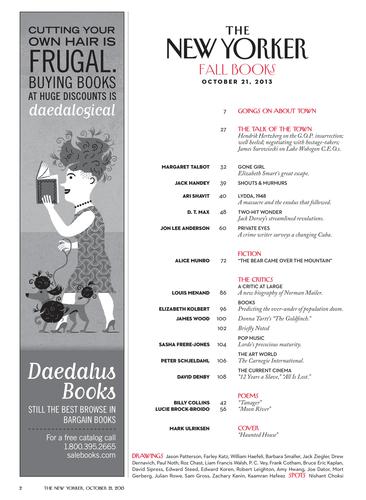 CUTTING YOUR
OWN HAIR IS
FRUGAL.
BUYING BOOKS
AT HUGE DISCOUNTS IS
daedalogical
Daedalus
Books
STILL THE BEST BROWSE IN
BARGAIN BOOKS
For a free catalog call
1.800.395.2665
salebooks.com
THE
NEW YORKER
FALL BOOKS
OCTOBER 21, 2013
7 GOINGS ON ABOUT TOWN
27 THE TALK OF THE TOWN
Hendrik Hertzberg on the G.O.P. insurrection;
well heeled; negotiating with hostage-takers;
James Surowiecki on Lake Wobegon C.E.O.s.
MARGARET TALBOT 32 GONE GIRL
Elizabeth Smart's great escape.
JACK HANDEY 39 SHOUTS & MURMURS
ARI SHAVIT 40 LYDDA, 1948
A massacre and the exodus that followed.
D. T. MAX 48 TWO-HIT WONDER
Jack Dorsey's streamlined revolutions.
JON LEE ANDERSON 60 PRIVATE EYES
A crime writer surveys a changing Cuba.
FICTION
ALICE MUNRO 72 "THE BEAR CAME OVER THE MOUNTAIN"
THE CRITICS
A CRITIC AT LARGE
LOUIS MENAND 86 A new biography of Norman Mailer.
BOOKS
ELIZABETH KOLBERT 96 Predicting the over-under of population doom.
JAMES WOOD 100 Donna Tartt's "The Goldfinch."
102 Briefly Noted
POP MUSIC
SASHA FRERE-JONES 104 Lorde's precocious maturity.
THE ART WORLD
PETER SCHJELDAHL 106 The Carnegie International.
THE CURRENT CINEMA
DAVID DENBY 108 "12 Years a Slave," "All Is Lost."
POEMS
BILLY COLLINS 42 "Tanager"
LUCIE BROCK-BROIDO 56 "Moon River"
COVER
MARK ULRIKSEN "Haunted House"
DRAWINGS Jason Patterson, Farley Katz, William Haefeli, Barbara Smaller, Jack Ziegler, Drew
Dernavich, Paul Noth, Roz Chast, Liam Francis Walsh, P. C. Vey, Frank Cotham, Bruce Eric Kaplan,
David Sipress, Edward Steed, Edward Koren, Robert Leighton, Amy Hwang, Joe Dator, Mort
Gerberg, Julian Rowe, Sam Gross, Zachary Kanin, Kaamran Hafeez SPOTS Nishant Choksi
2 THE NEW YORKER, OCTOBER 21, 2013